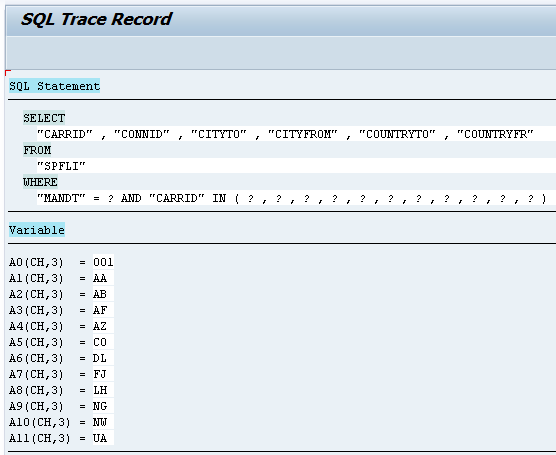 SQL Trace Record
SQL Statement
SELECT
"CARRID" , "CONNID" , "CITYTO" , "CITYFROM" , "COUNTRYTO" , "COUNTRYFR"
FROM
"SPFLI"
WHERE
"MANDT" = ? AND "CARRID" IN ( ? , ? , ? , ? , ? , ? , ? , ? , ? , ? , ? )
Variable
A0(CH,3) = 001
A1(CH,3) = AA
A2(CH,3) = AB
A3(CH,3) = AF
A4(CH,3) = AZ
A5(CH,3) = CO
A6(CH,3) = DL
A7(CH,3) = FJ
A8(CH,3) = LH
A9(CH,3) = NG
A10(CH,3) = NW
A11(CH,3) = UA